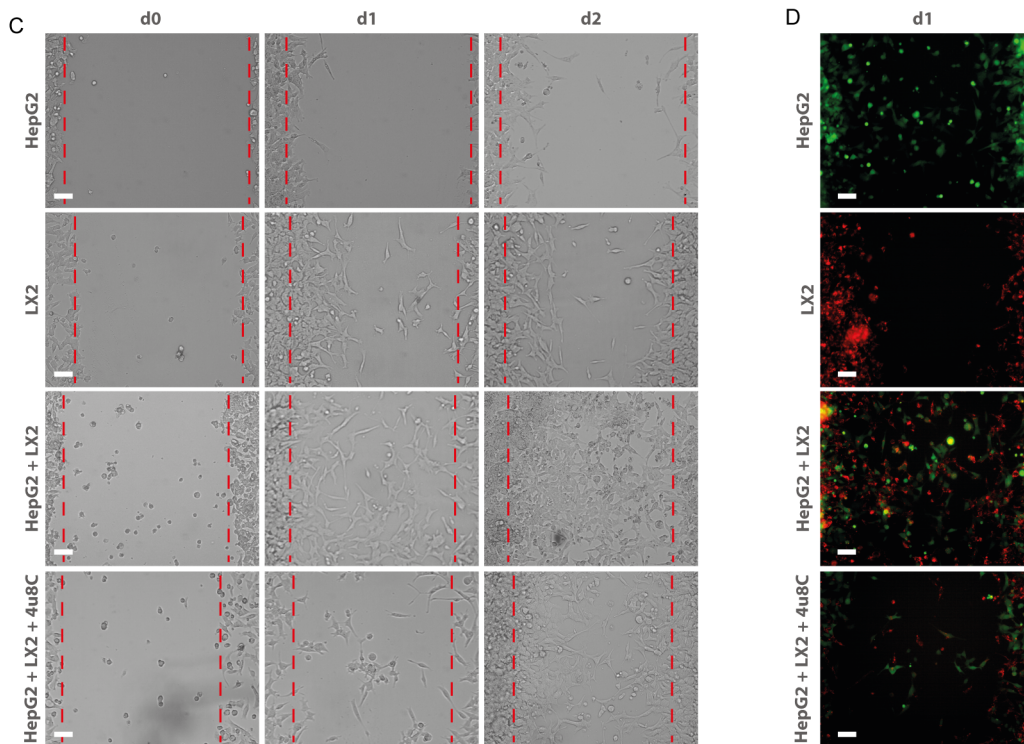 C
d0
d1
d2
D
d1
HepG2
HepG2
LX2
LX2
HepG2 + LX2
HepG2 + LX2
HepG2 + LX2 + 4u8C
HepG2 + LX2 + 4u8C